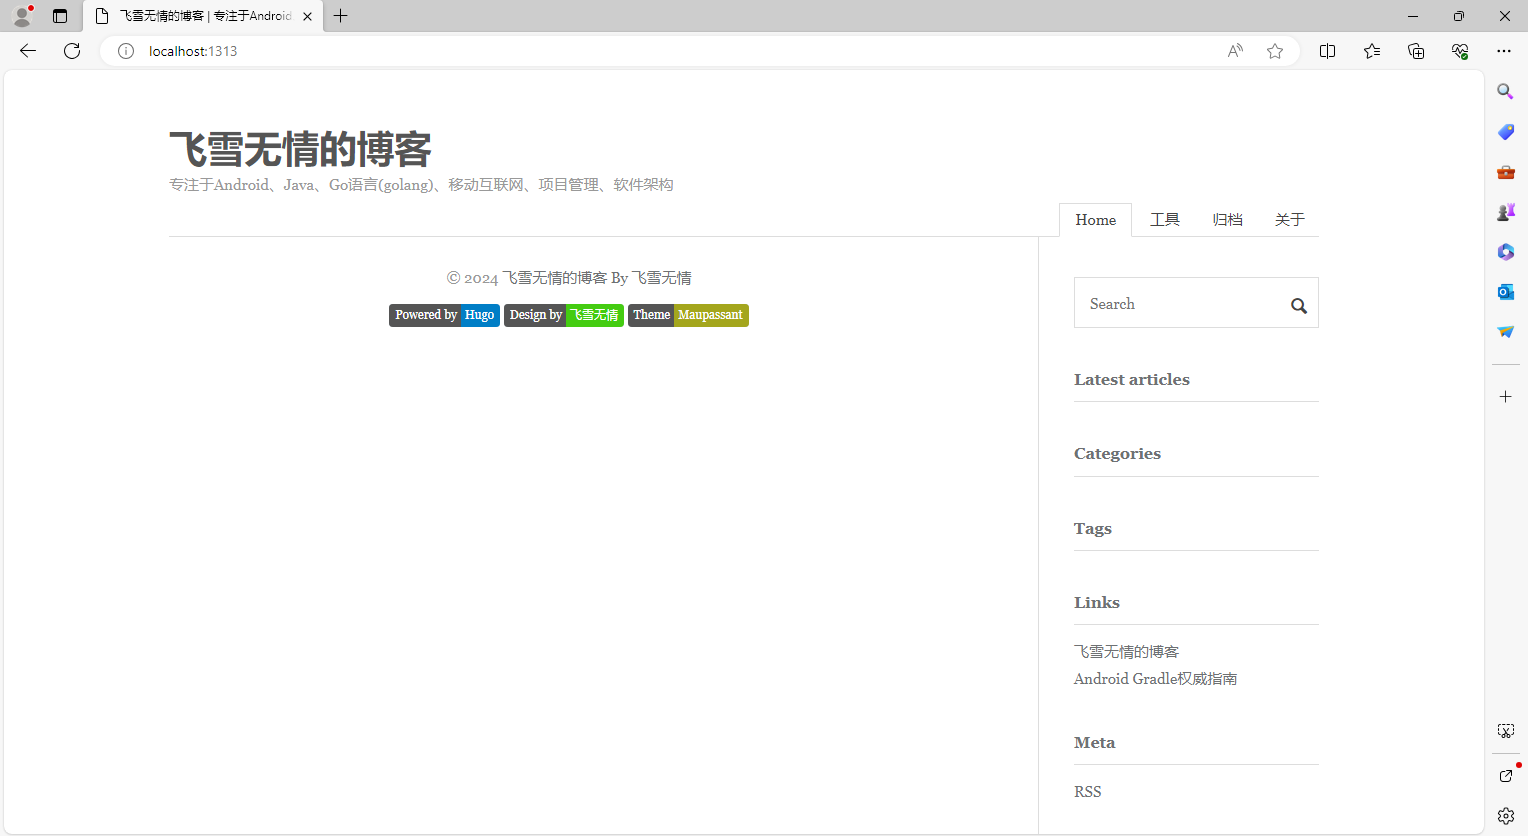 飞雪无情的博客 | 专注于Android
localhost:1313
飞雪无情的博客
专注于Android、Java、Go语言(golang)、移动互联网、项目管理、软件架构
Home 工具 归档 关于
© 2024 飞雪无情的博客 By 飞雪无情
Powered by Hugo Design by 飞雪无情 Theme Maupassant
Search
Latest articles
Categories
Tags
Links
飞雪无情的博客
Android Gradle权威指南
Meta
RSS